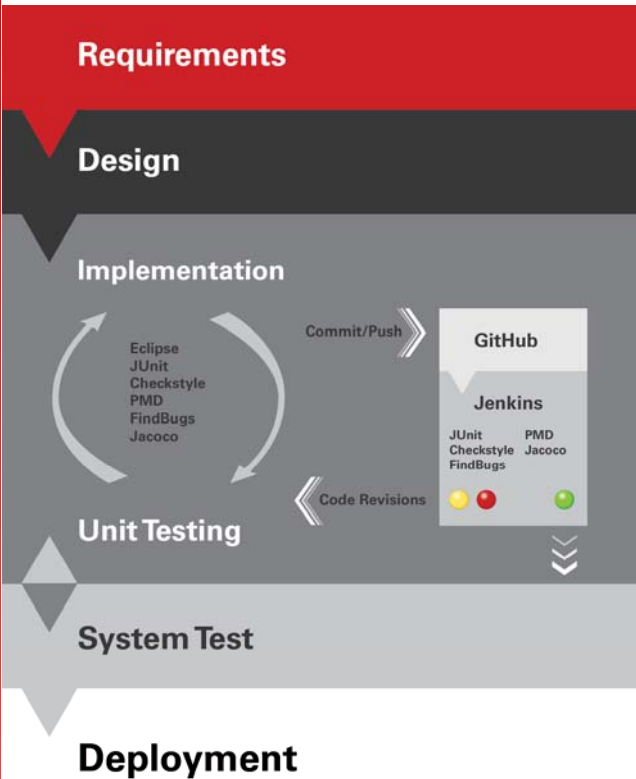 Requirements
Design
Implementation
Eclipse
JUnit
Checkstyle
PMD
FindBugs
Jacoco
Commit/Push
GitHub
Jenkins
JUnit PMD
Checkstyle Jacoco
FindBugs
Code Revisions
Unit Testing
System Test
Deployment